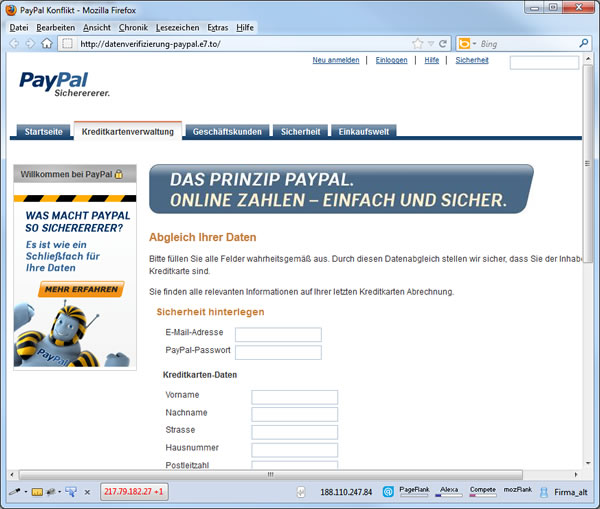 PayPal Konflikt - Mozilla Firefox
Datei Bearbeiten Ansicht Chronik Lesezeichen Extras Hilfe
http://datenverifizierung-paypal.e7.to/
Bing
Neu anmelden | Einloggen | Hilfe | Sicherheit
PayPal
Sichererer.
Startseite Kreditkartenverwaltung Geschäftskunden Sicherheit Einkaufswelt
Willkommen bei PayPal
WAS MACHT PAYPAL
SO SICHERERERER?
Es ist wie ein
Schließfach für
Ihre Daten
MEHR ERFAHREN
PayPal
DAS PRINZIP PAYPAL.
ONLINE ZAHLEN – EINFACH UND SICHER.
Abgleich Ihrer Daten
Bitte füllen Sie alle Felder wahrheitsgemäß aus. Durch diesen Datenabgleich stellen wir sicher, dass Sie der Inhabe
Kreditkarte sind.
Sie finden alle relevanten Informationen auf Ihrer letzten Kreditkarten Abrechnung.
Sicherheit hinterlegen
E-Mail-Adresse
PayPal-Passwort
Kreditkarten-Daten
Vorname
Nachname
Strasse
Hausnummer
Postleitzahl
217.79.182.27 +1 188.110.247.84 PageRank Alexa Compete mozRank Firma_alt